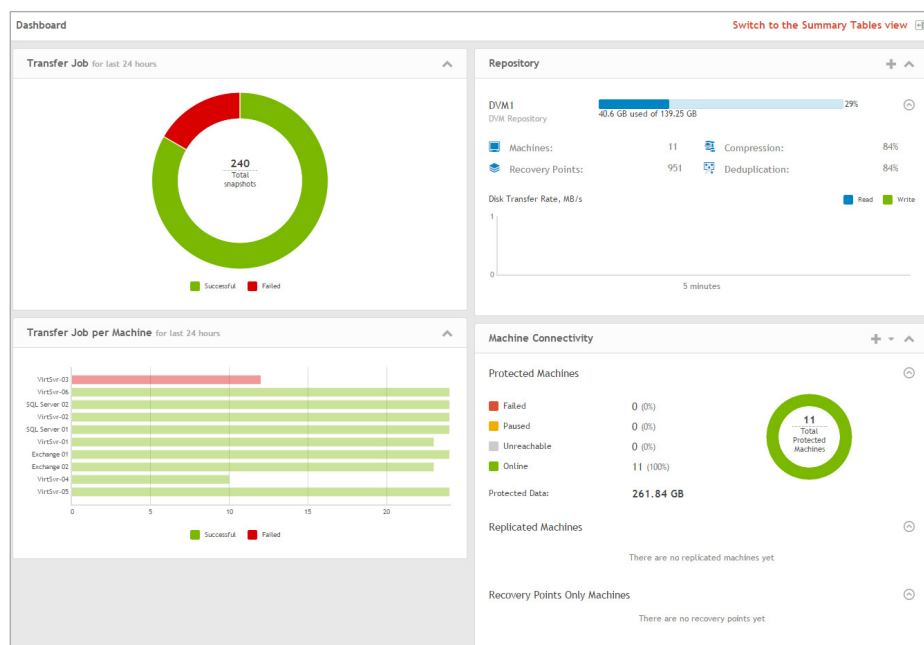 Dashboard
Switch to the Summary Tables view
Transfer Job for last 24 hours
240
Total
snapshots
Successful
Failed
Transfer Job per Machine for last 24 hours
VirtSvr-03
VirtSvr-06
SQL Server 02
VirtSvr-02
SQL Server 01
VirtSvr-01
Exchange 01
Exchange 02
VirtSvr-04
VirtSvr-05
0 5 10 15 20
Successful
Failed
Repository
DVM1
DVM Repository
29%
40.6 GB used of 139.25 GB
Machines: 11
Compression: 84%
Recovery Points: 951
Deduplication: 84%
Disk Transfer Rate, MB/s
Read
Write
1
0
5 minutes
Machine Connectivity
Protected Machines
Failed 0 (0%)
Paused 0 (0%)
Unreachable 0 (0%)
Online 11 (100%)
11
Total
Protected
Machines
Protected Data: 261.84 GB
Replicated Machines
There are no replicated machines yet
Recovery Points Only Machines
There are no recovery points yet